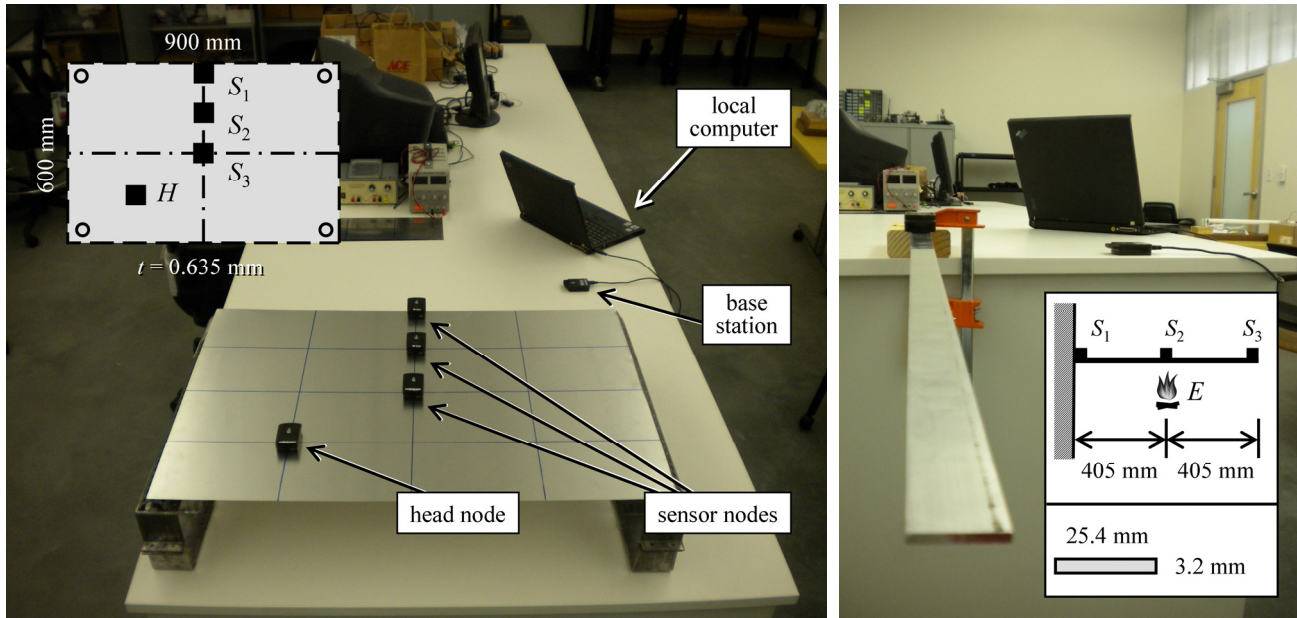 900 mm
S1
S2
600 mm
S3
H
t = 0.635 mm
ACE
local
computer
base
station
head node
sensor nodes
S1 S2 S3
E
405 mm 405 mm
25.4 mm
3.2 mm